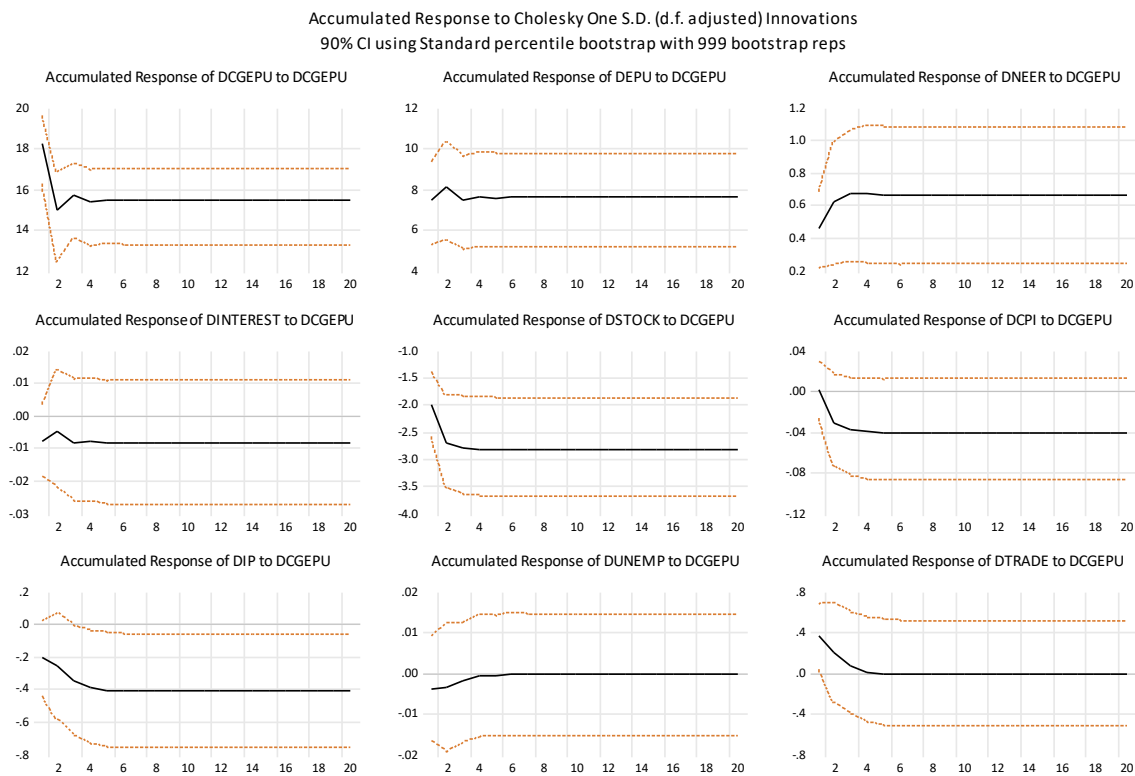 Accumulated Response to Cholesky One S.D. (d.f. adjusted) Innovations
90% CI using Standard percentile bootstrap with 999 bootstrap reps
Accumulated Response of DCGEPU to DCGEPU
20
18
16
14
12
2 4 6 8 10 12 14 16 18 20
Accumulated Response of DEPU to DCGEPU
12
10
8
6
4
2 4 6 8 10 12 14 16 18 20
Accumulated Response of DNEER to DCGEPU
1.2
1.0
0.8
0.6
0.4
0.2
2 4 6 8 10 12 14 16 18 20
Accumulated Response of DINTEREST to DCGEPU
.02
.01
.00
-.01
-.02
-.03
2 4 6 8 10 12 14 16 18 20
Accumulated Response of DSTOCK to DCGEPU
-1.0
-1.5
-2.0
-2.5
-3.0
-3.5
-4.0
2 4 6 8 10 12 14 16 18 20
Accumulated Response of DCPI to DCGEPU
.04
.00
-.04
-.08
-.12
2 4 6 8 10 12 14 16 18 20
Accumulated Response of DIP to DCGEPU
.2
.0
-.2
-.4
-.6
-.8
2 4 6 8 10 12 14 16 18 20
Accumulated Response of DUNEMP to DCGEPU
.02
.01
.00
-.01
-.02
2 4 6 8 10 12 14 16 18 20
Accumulated Response of DTRADE to DCGEPU
.8
.4
.0
-.4
-.8
2 4 6 8 10 12 14 16 18 20